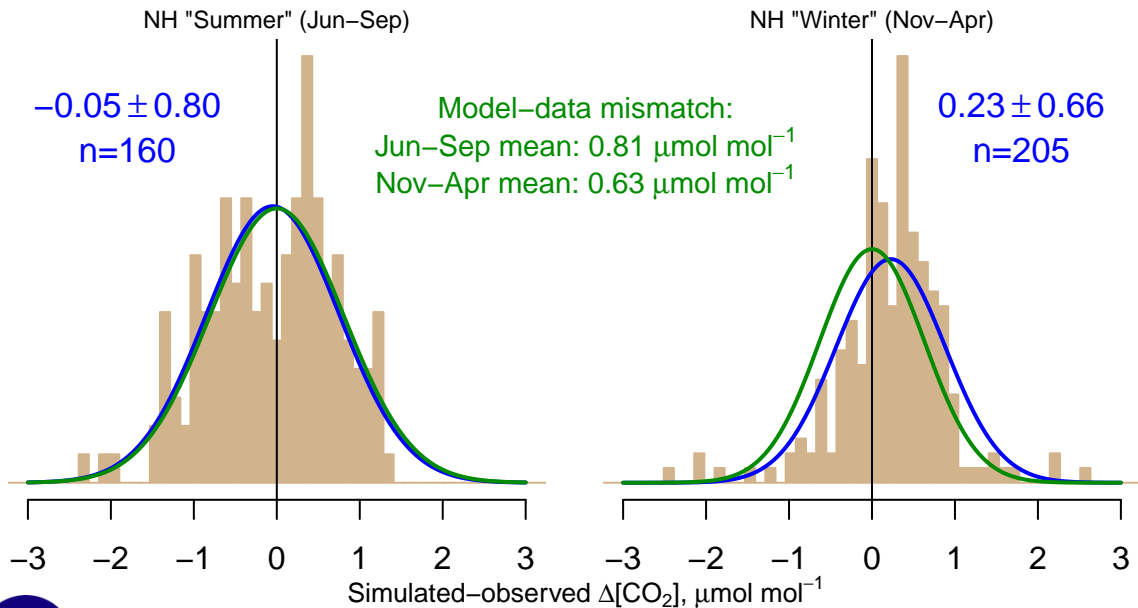 NH "Summer" (Jun−Sep)
NH "Winter" (Nov−Apr)
−0.05 ± 0.80
n=160
Model−data mismatch:
Jun−Sep mean: 0.81 μmol mol⁻¹
Nov−Apr mean: 0.63 μmol mol⁻¹
0.23 ± 0.66
n=205
−3 −2 −1 0 1 2 3
−3 −2 −1 0 1 2 3
Simulated−observed Δ[CO₂], μmol mol⁻¹